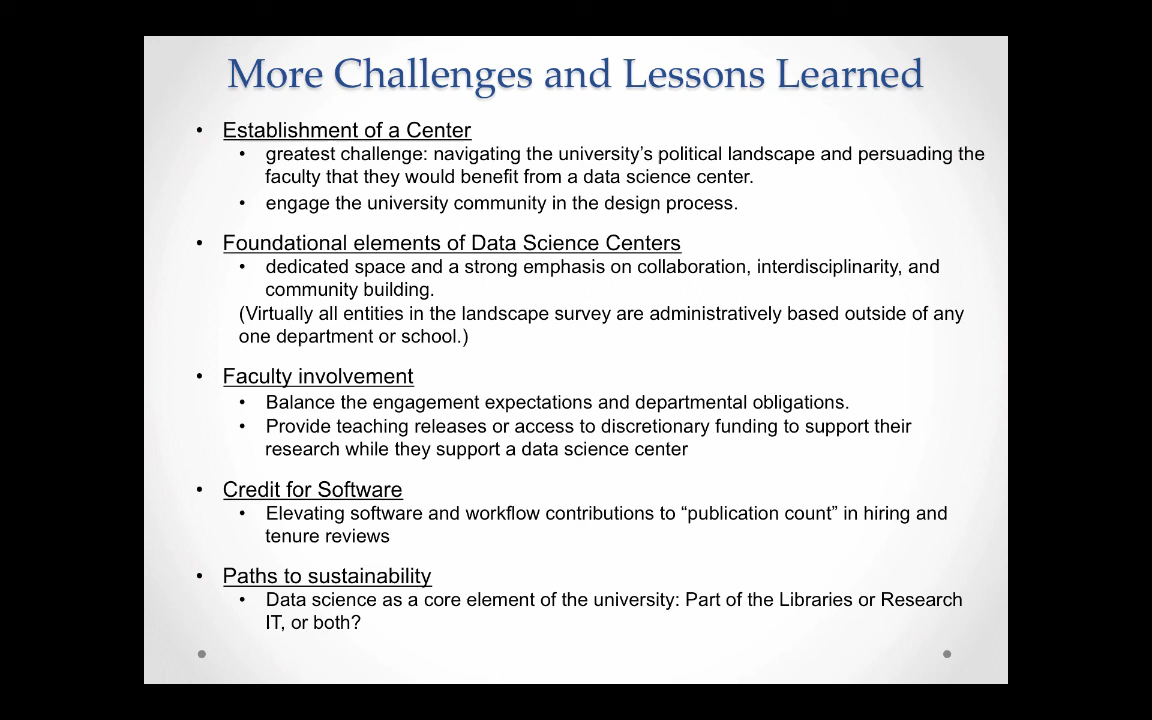 More Challenges and Lessons Learned
• Establishment of a Center
• greatest challenge: navigating the university’s political landscape and persuading the
faculty that they would benefit from a data science center.
• engage the university community in the design process.
• Foundational elements of Data Science Centers
• dedicated space and a strong emphasis on collaboration, interdisciplinarity, and
community building.
(Virtually all entities in the landscape survey are administratively based outside of any
one department or school.)
• Faculty involvement
• Balance the engagement expectations and departmental obligations.
• Provide teaching releases or access to discretionary funding to support their
research while they support a data science center
• Credit for Software
• Elevating software and workflow contributions to “publication count” in hiring and
tenure reviews
• Paths to sustainability
• Data science as a core element of the university: Part of the Libraries or Research
IT, or both?